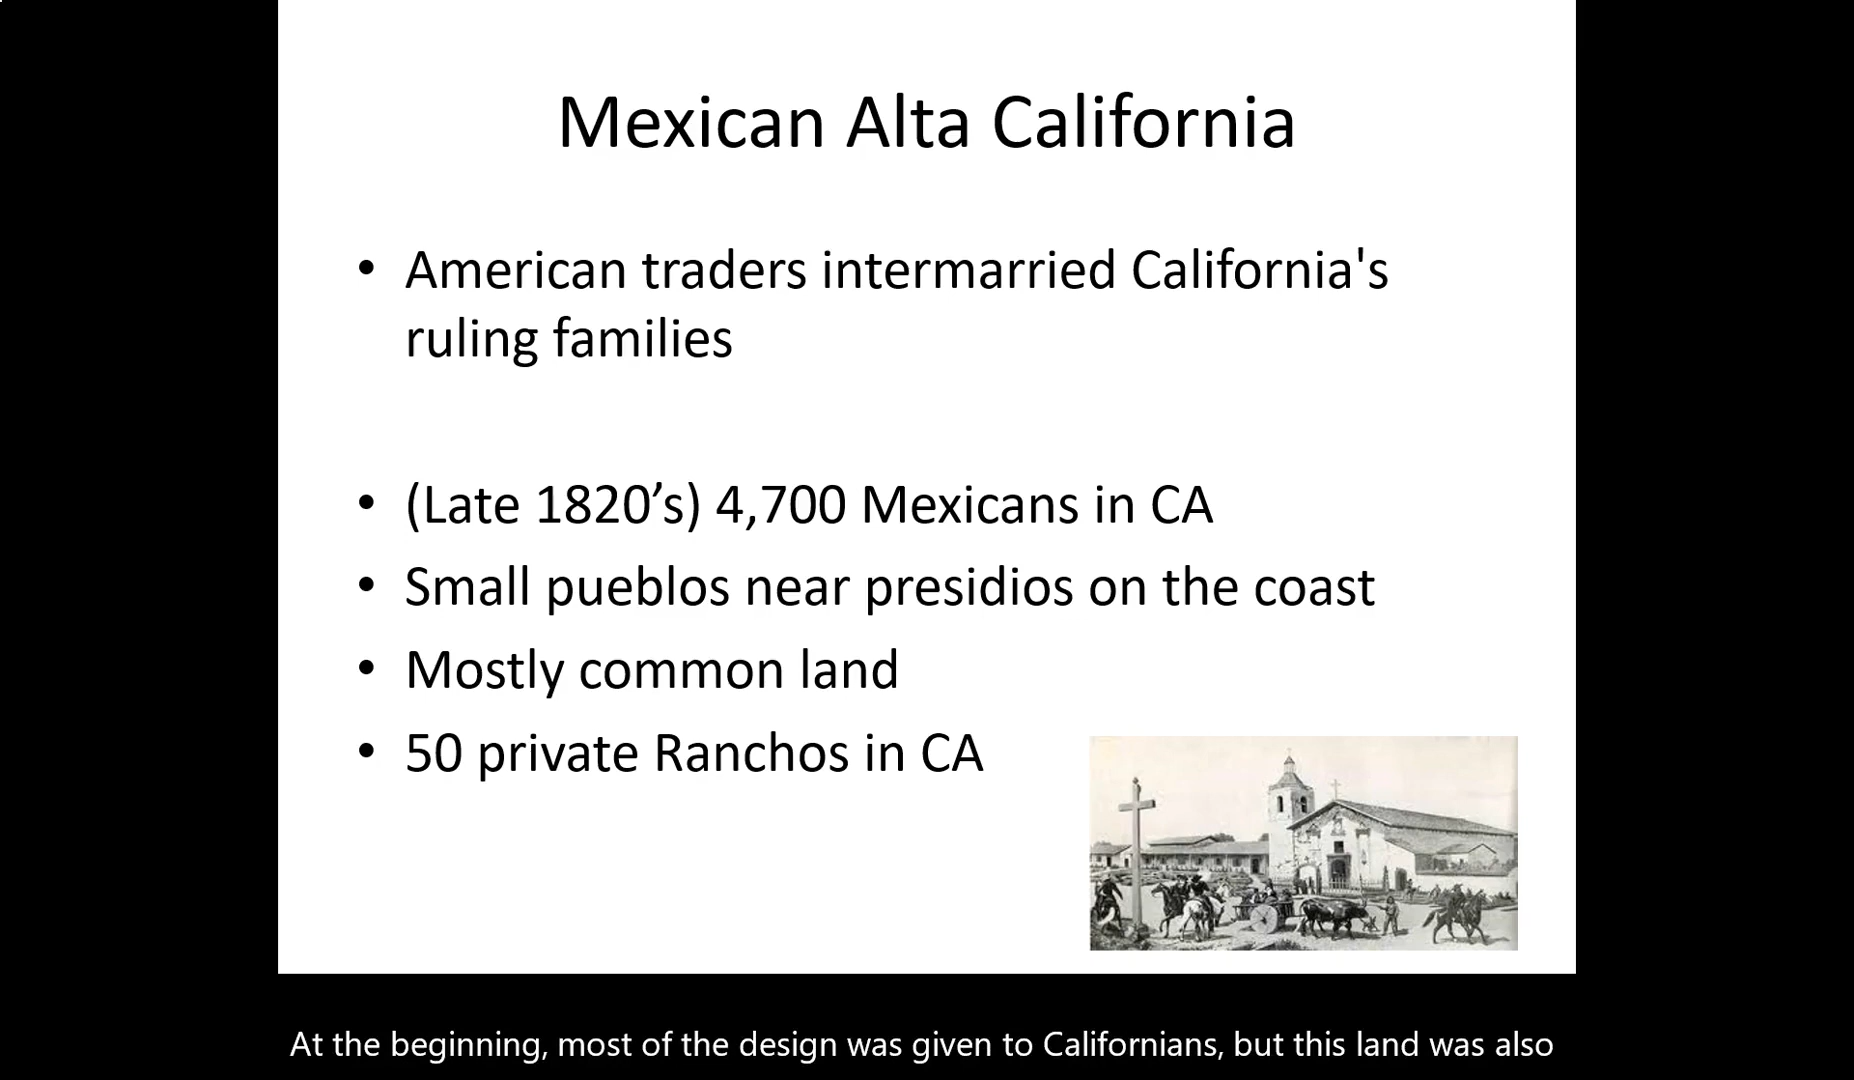 Mexican Alta California
• American traders intermarried California's
ruling families
• (Late 1820’s) 4,700 Mexicans in CA
• Small pueblos near presidios on the coast
• Mostly common land
• 50 private Ranchos in CA
At the beginning, most of the design was given to Californians, but this land was also